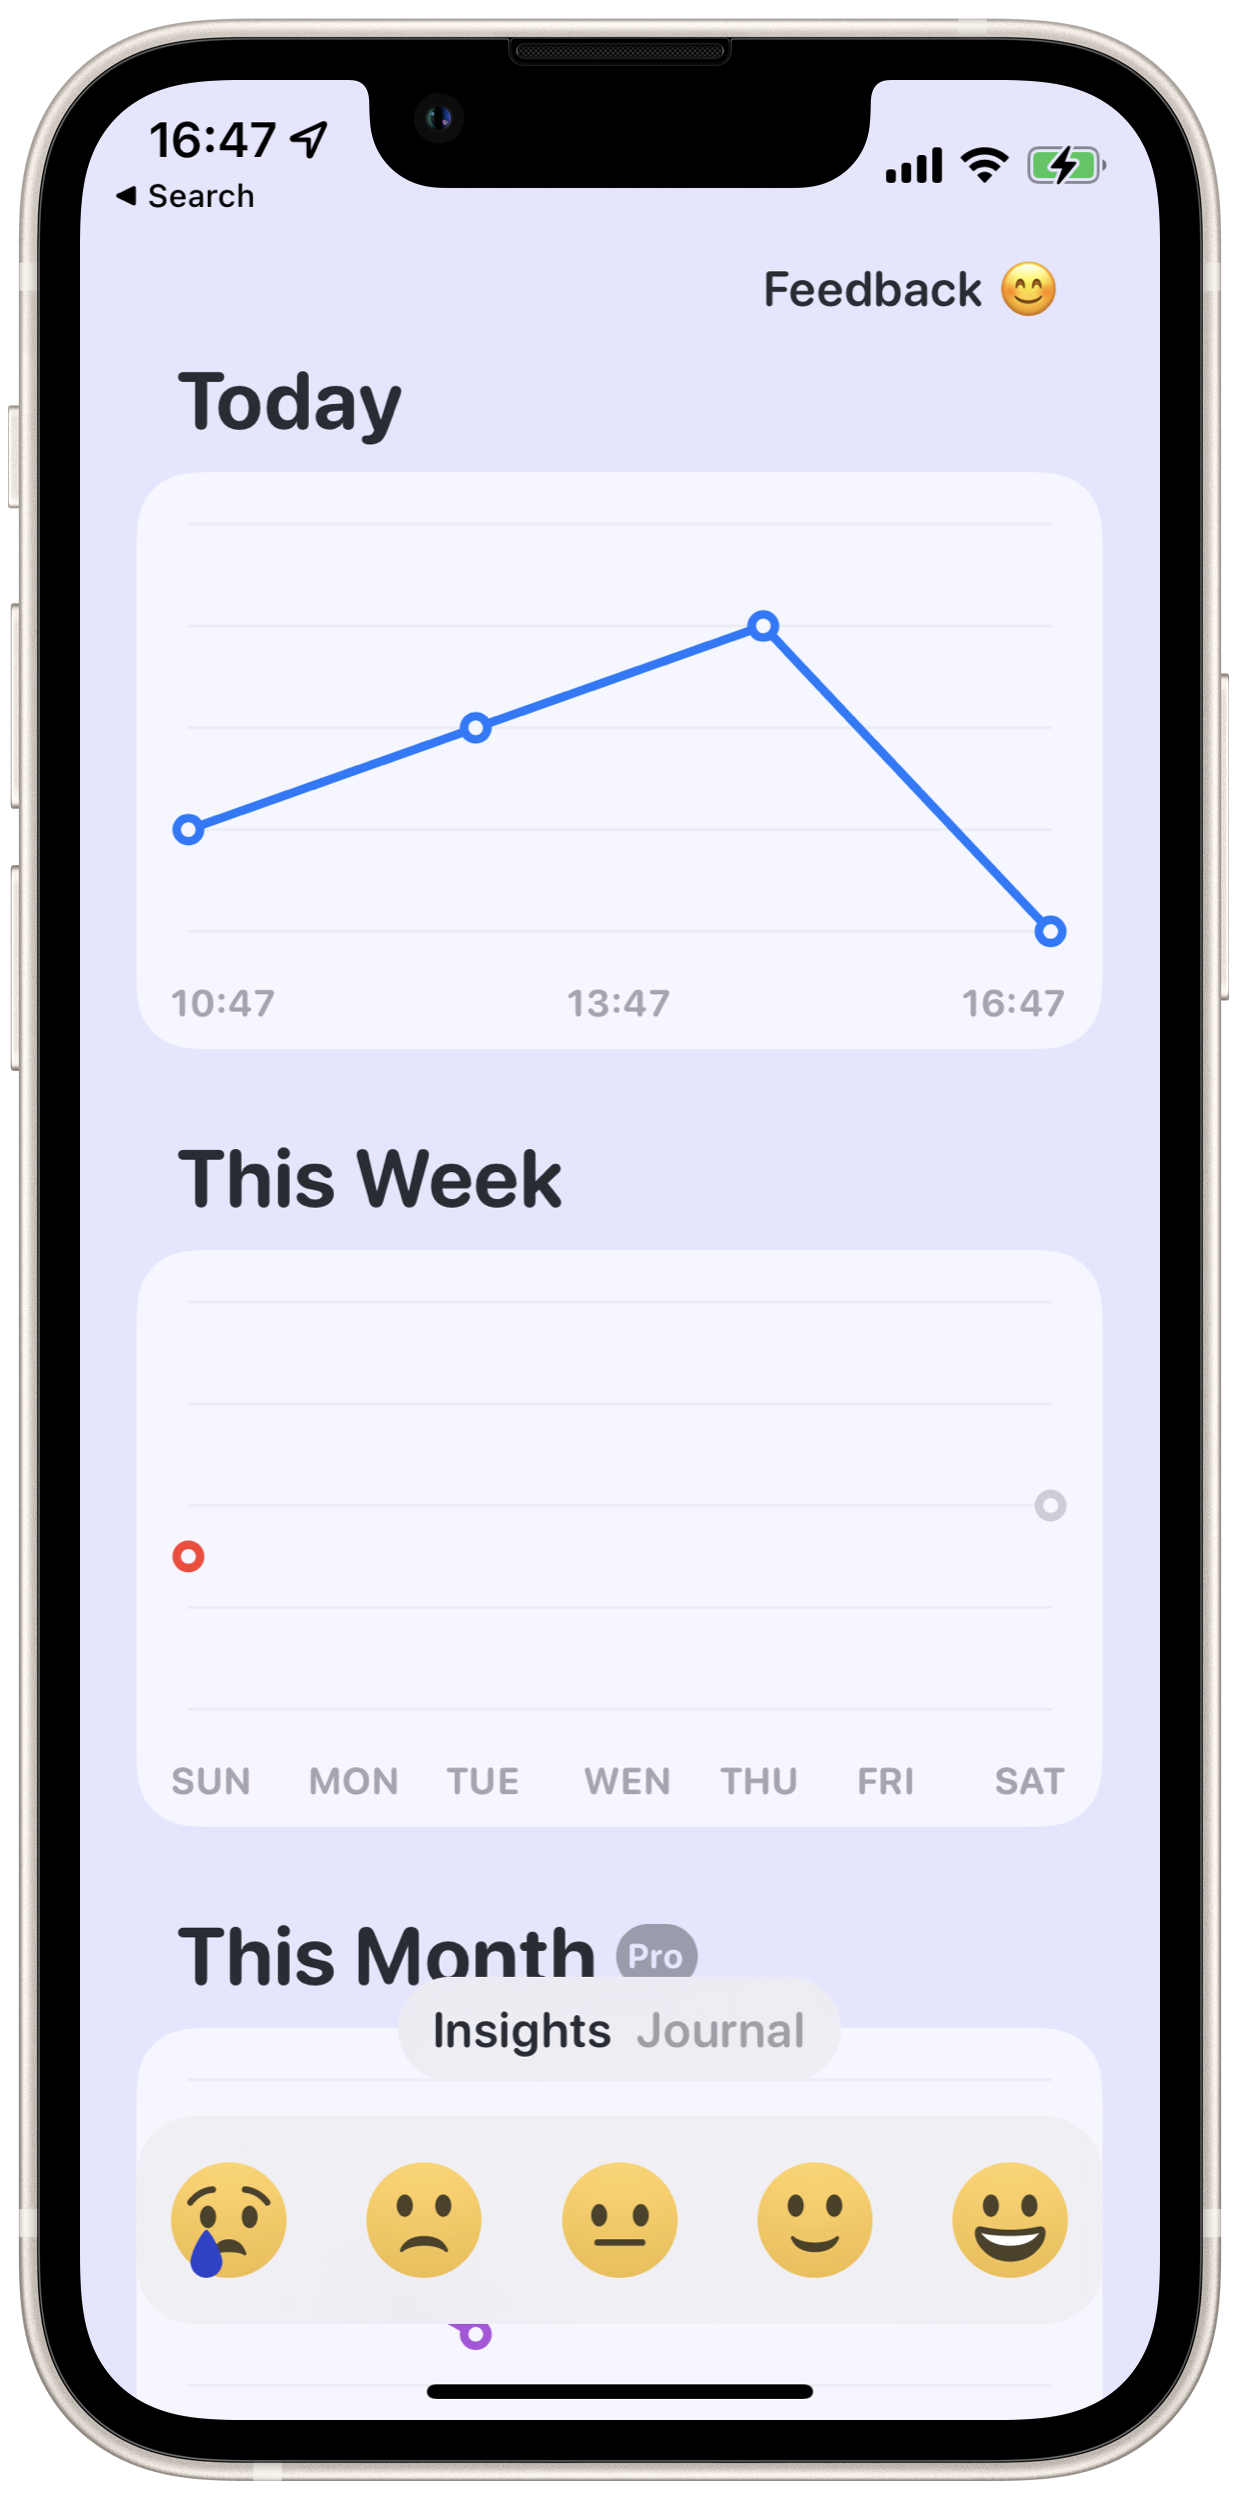 16:47
Search
Feedback 😊
Today
10:47 13:47 16:47
This Week
SUN MON TUE WEN THU FRI SAT
This Month Pro
Insights Journal